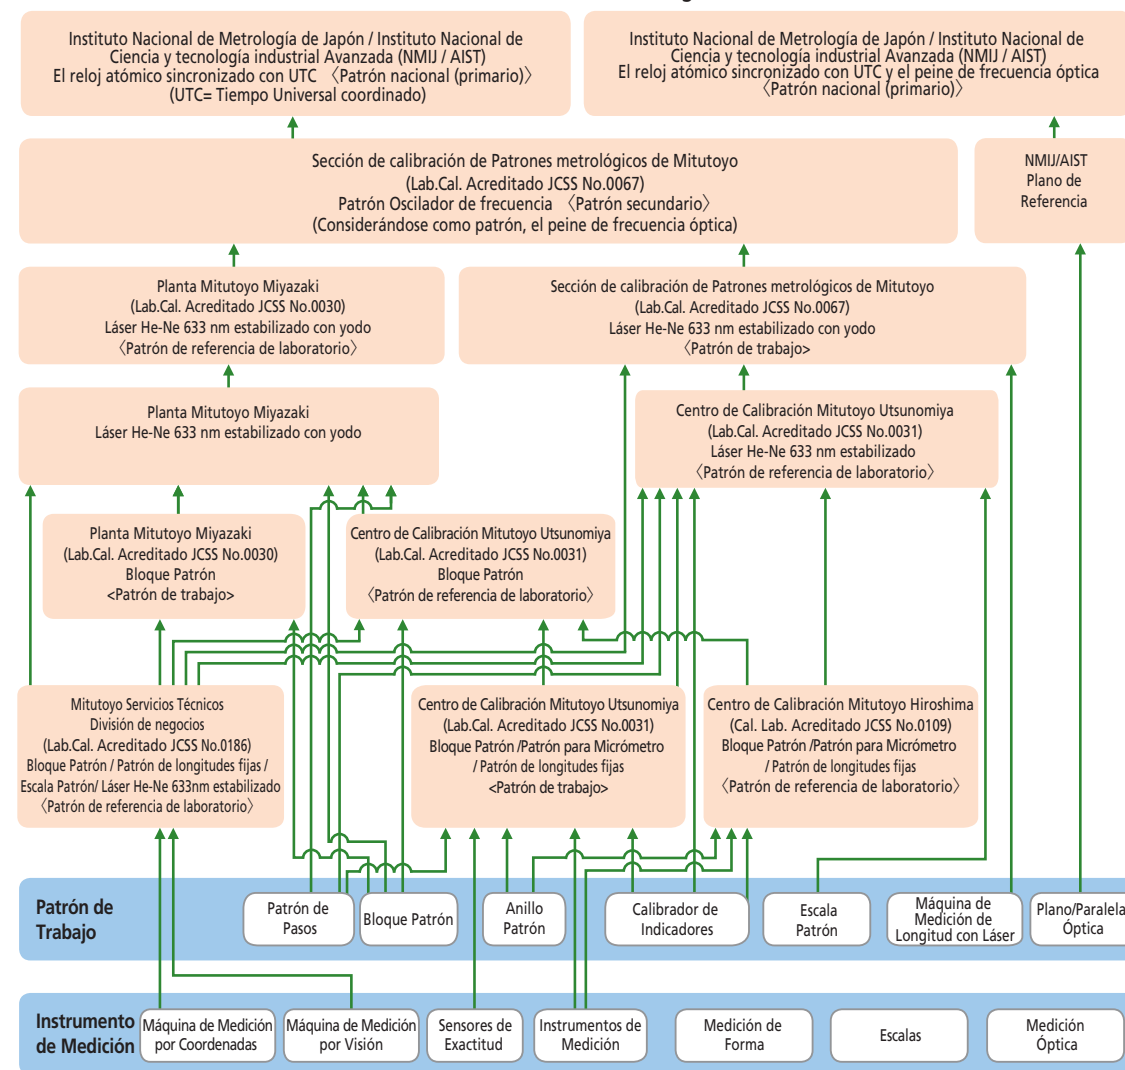 Instituto Nacional de Metrología de Japón / Instituto Nacional de
Ciencia y tecnología industrial Avanzada (NMIJ / AIST)
El reloj atómico sincronizado con UTC 〈Patrón nacional (primario)〉
(UTC= Tiempo Universal coordinado)
Instituto Nacional de Metrología de Japón / Instituto Nacional de
Ciencia y tecnología industrial Avanzada (NMIJ / AIST)
El reloj atómico sincronizado con UTC y el peine de frecuencia óptica
〈Patrón nacional (primario)〉
Sección de calibración de Patrones metrológicos de Mitutoyo
(Lab.Cal. Acreditado JCSS No.0067)
Patrón Oscilador de frecuencia 〈Patrón secundario〉
(Considerándose como patrón, el peine de frecuencia óptica)
NMIJ/AIST
Plano de
Referencia
Planta Mitutoyo Miyazaki
(Lab.Cal. Acreditado JCSS No.0030)
Láser He-Ne 633 nm estabilizado con yodo
〈Patrón de referencia de laboratorio〉
Sección de calibración de Patrones metrológicos de Mitutoyo
(Lab.Cal. Acreditado JCSS No.0067)
Láser He-Ne 633 nm estabilizado con yodo
〈Patrón de trabajo>
Planta Mitutoyo Miyazaki
Láser He-Ne 633 nm estabilizado con yodo
Centro de Calibración Mitutoyo Utsunomiya
(Lab.Cal. Acreditado JCSS No.0031)
Láser He-Ne 633 nm estabilizado
〈Patrón de referencia de laboratorio〉
Planta Mitutoyo Miyazaki
(Lab.Cal. Acreditado JCSS No.0030)
Bloque Patrón
<Patrón de trabajo>
Centro de Calibración Mitutoyo Utsunomiya
(Lab.Cal. Acreditado JCSS No.0031)
Bloque Patrón
〈Patrón de referencia de laboratorio〉
Mitutoyo Servicios Técnicos
División de negocios
(Lab.Cal. Acreditado JCSS No.0186)
Bloque Patrón / Patrón de longitudes fijas /
Escala Patrón/ Láser He-Ne 633nm estabilizado
〈Patrón de referencia de laboratorio〉
Centro de Calibración Mitutoyo Utsunomiya
(Lab.Cal. Acreditado JCSS No.0031)
Bloque Patrón /Patrón para Micrómetro
/ Patrón de longitudes fijas
<Patrón de trabajo>
Centro de Calibración Mitutoyo Hiroshima
(Cal. Lab. Acreditado JCSS No.0109)
Bloque Patrón /Patrón para Micrómetro
/ Patrón de longitudes fijas
〈Patrón de referencia de laboratorio〉
Patrón de
Trabajo
Patrón de
Pasos
Bloque Patrón
Anillo
Patrón
Calibrador de
Indicadores
Escala
Patrón
Máquina de
Medición de
Longitud con Láser
Plano/Paralela
Óptica
Instrumento
de Medición
Máquina de Medición
por Coordenadas
Máquina de Medición
por Visión
Sensores de
Exactitud
Instrumentos de
Medición
Medición de
Forma
Escalas
Medición
Óptica